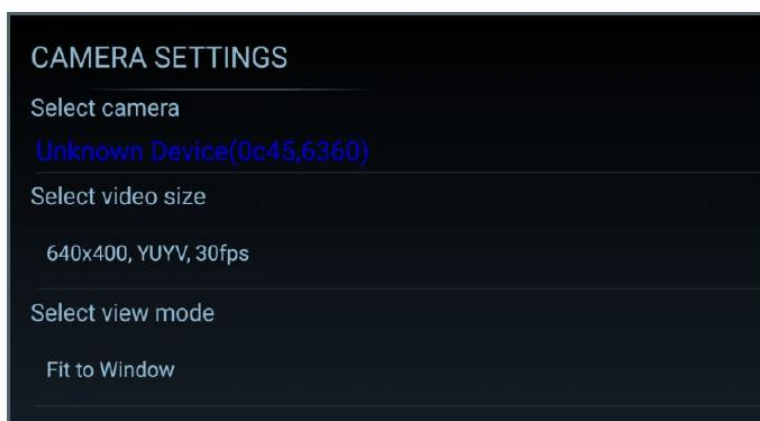 CAMERA SETTINGS
Select camera
Unknown Device(0c45,6360)
Select video size
640x400, YUYV, 30fps
Select view mode
Fit to Window